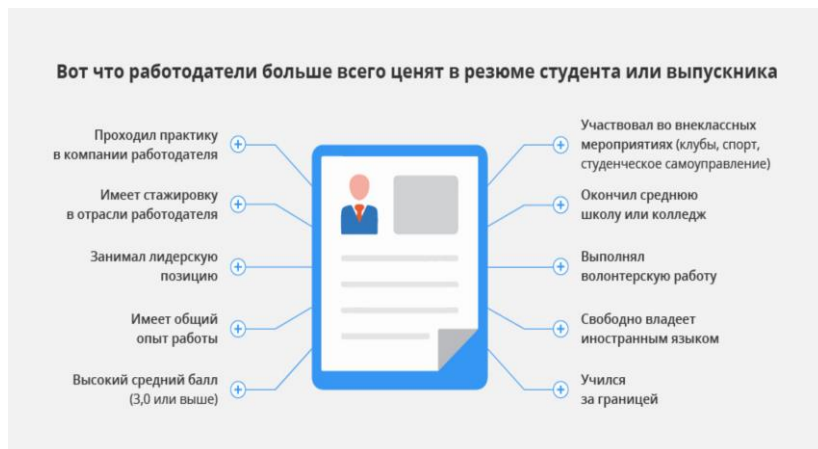 Вот что работодатели больше всего ценят в резюме студента или выпускника
Проходил практику
в компании работодателя
Имеет стажировку
в отрасли работодателя
Занимал лидерскую
позицию
Имеет общий
опыт работы
Высокий средний балл
(3,0 или выше)
Участвовал во внеклассных
мероприятиях (клубы, спорт,
студенческое самоуправление)
Окончил среднюю
школу или колледж
Выполнял
волонтерскую работу
Свободно владеет
иностранным языком
Учился
за границей